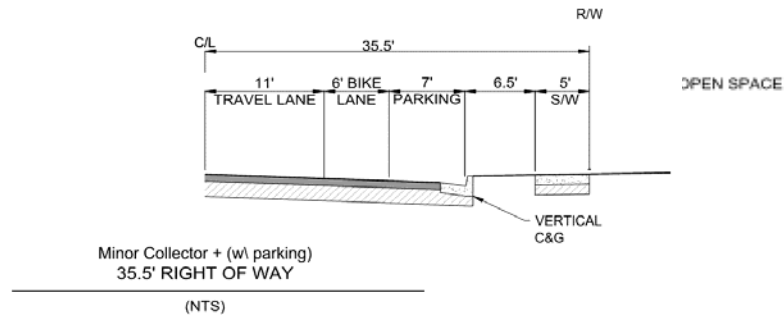 R/W
C/L
35.5'
11'
TRAVEL LANE
6' BIKE
LANE
7'
PARKING
6.5'
5'
S/W
OPEN SPACE
VERTICAL
C&G
Minor Collector + (w\ parking)
35.5' RIGHT OF WAY
(NTS)